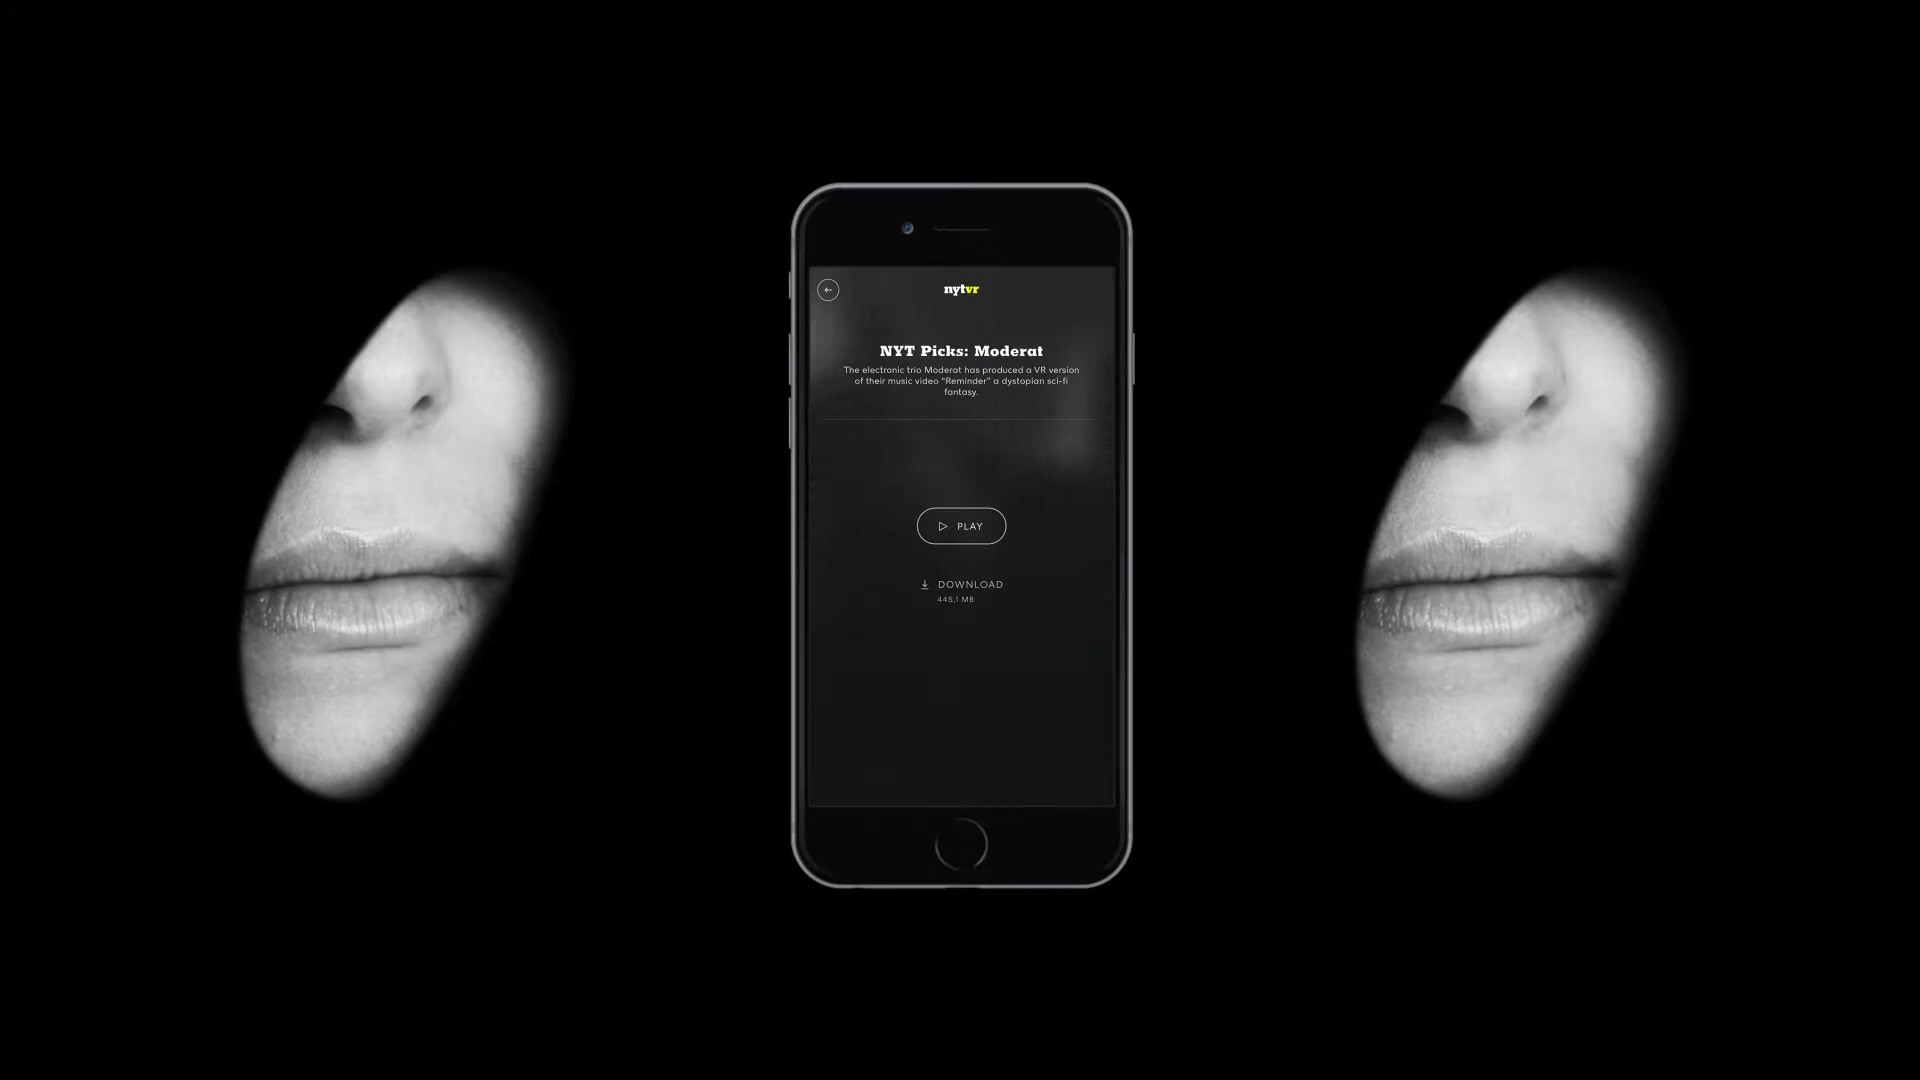 nytvr
NYT Picks: Moderat
The electronic trio Moderat has produced a VR version
of their music video “Reminder” a dystopian sci-fi
fantasy.
PLAY
DOWNLOAD
445,1 MB